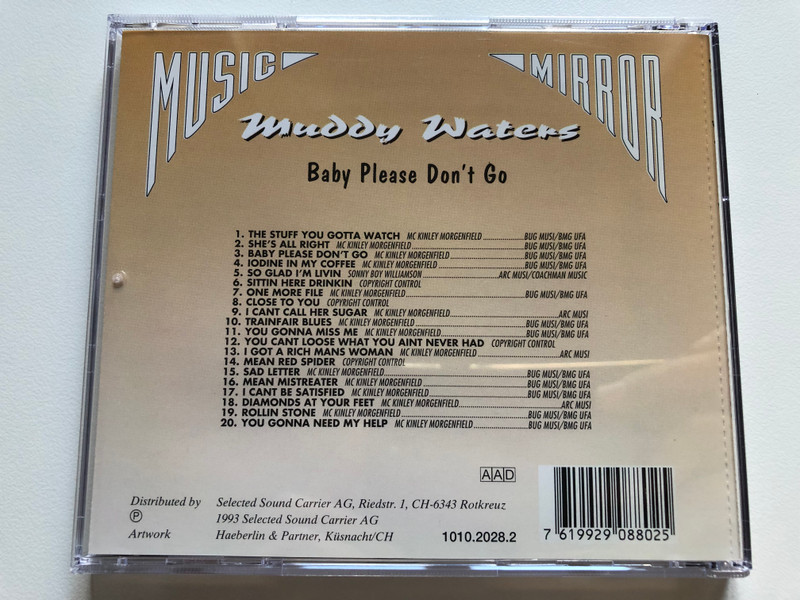 MUSIC MIRROR
Muddy Waters
Baby Please Don't Go
1. THE STUFF YOU GOTTA WATCH MC KINLEY MORGENFIELD BUG MUSI/BMG UFA
2. SHE'S ALL RIGHT MC KINLEY MORGENFIELD BUG MUSI/BMG UFA
3. BABY PLEASE DON'T GO MC KINLEY MORGENFIELD BUG MUSI/BMG UFA
4. IODINE IN MY COFFEE MC KINLEY MORGENFIELD BUG MUSI/BMG UFA
5. SO GLAD I'M LIVIN SONNY BOY WILLIAMSON ARC MUSI/COACHMAN MUSIC
6. SITTIN HERE DRINKIN COPYRIGHT CONTROL
7. ONE MORE FILE MC KINLEY MORGENFIELD BUG MUSI/BMG UFA
8. CLOSE TO YOU COPYRIGHT CONTROL
9. I CANT CALL HER SUGAR MC KINLEY MORGENFIELD ARC MUSI
10. TRAINFAIR BLUES MC KINLEY MORGENFIELD BUG MUSI/BMG UFA
11. YOU GONNA MISS ME MC KINLEY MORGENFIELD BUG MUSI/BMG UFA
12. YOU CANT LOOSE WHAT YOU AINT NEVER HAD COPYRIGHT CONTROL
13. I GOT A RICH MANS WOMAN MC KINLEY MORGENFIELD ARC MUSI
14. MEAN RED SPIDER COPYRIGHT CONTROL
15. SAD LETTER MC KINLEY MORGENFIELD BUG MUSI/BMG UFA
16. MEAN MISTREATER MC KINLEY MORGENFIELD BUG MUSI/BMG UFA
17. I CANT BE SATISFIED MC KINLEY MORGENFIELD BUG MUSI/BMG UFA
18. DIAMONDS AT YOUR FEET MC KINLEY MORGENFIELD ARC MUSI
19. ROLLIN STONE MC KINLEY MORGENFIELD BUG MUSI/BMG UFA
20. YOU GONNA NEED MY HELP MC KINLEY MORGENFIELD BUG MUSI/BMG UFA
AAD
Distributed by Selected Sound Carrier AG, Riedstr. 1, CH-6343 Rotkreuz
℗ 1993 Selected Sound Carrier AG
Artwork Haeberlin & Partner, Küsnacht/CH
1010.2028.2
7 619929 088025